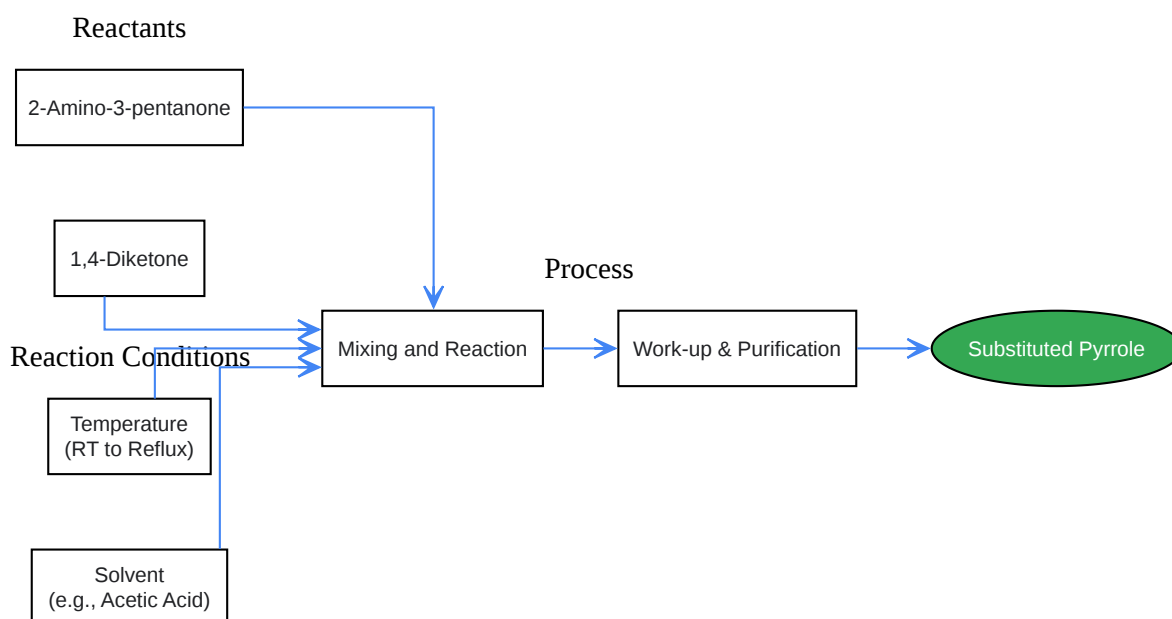 Reactants
2-Amino-3-pentanone
1,4-Diketone
Process
Reaction Conditions
Mixing and Reaction
Work-up & Purification
Substituted Pyrrole
Temperature
(RT to Reflux)
Solvent
(e.g., Acetic Acid)